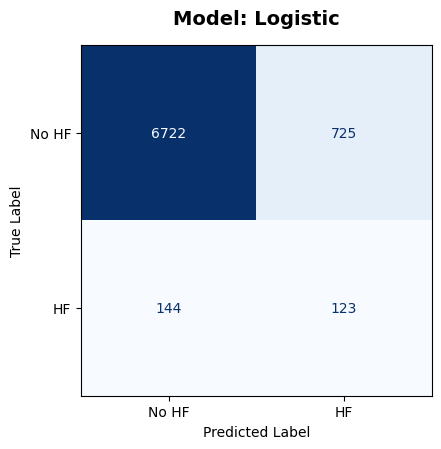 Model: Logistic
True Label
No HF
6722
725
HF
144
123
No HF
HF
Predicted Label